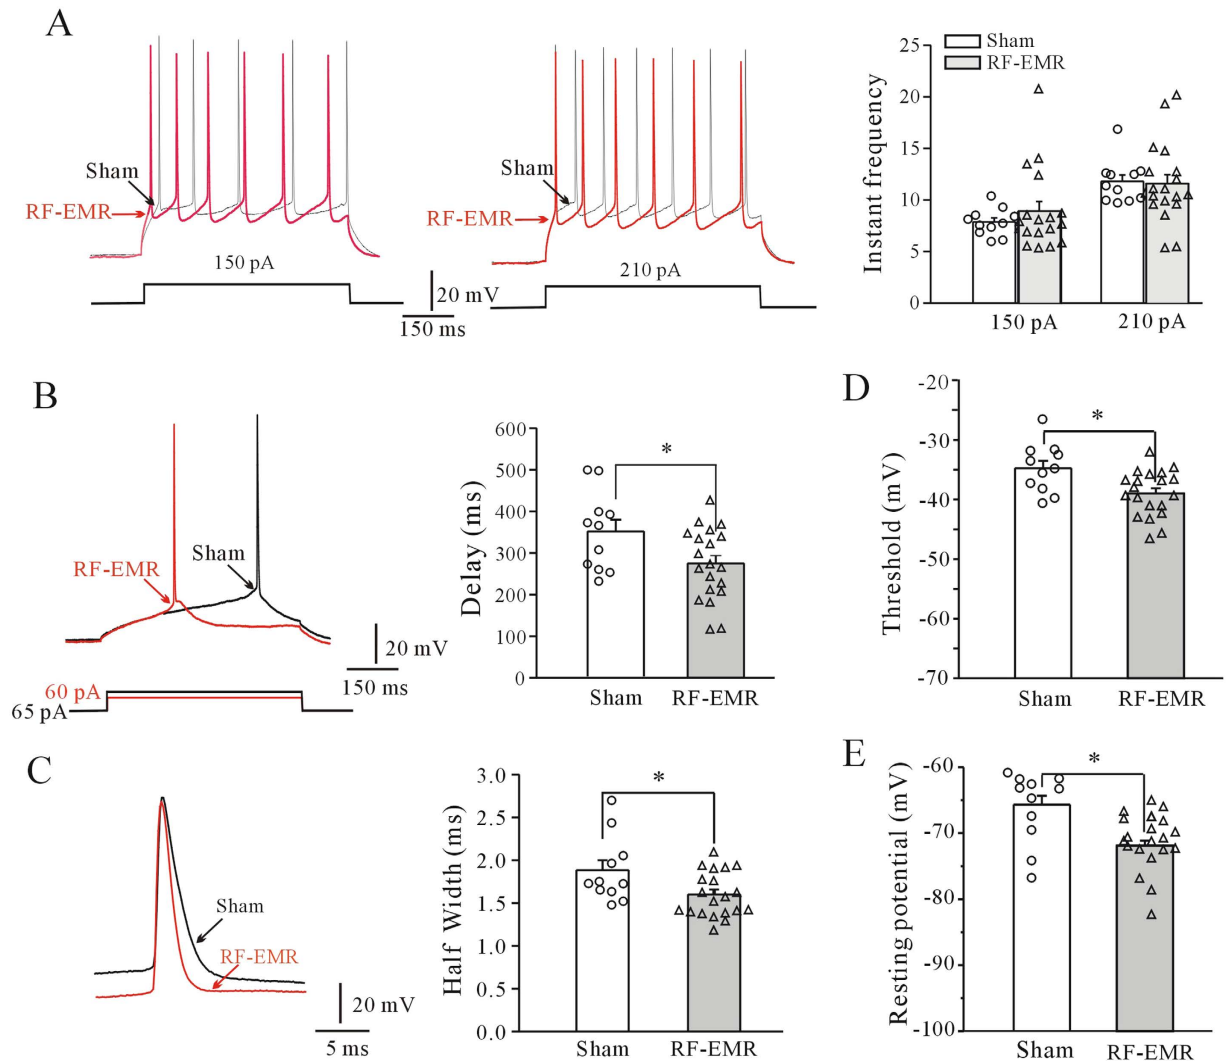 A
Sham
RF-EMR
150 pA
20 mV
150 ms
Sham
RF-EMR
210 pA
Instant frequency
25
20
15
10
5
0
Sham
RF-EMR
150 pA
210 pA
B
RF-EMR
Sham
20 mV
150 ms
60 pA
65 pA
Delay (ms)
600
500
400
300
200
100
0
*
Sham
RF-EMR
D
Threshold (mV)
-20
-30
-40
-50
-60
-70
*
Sham
RF-EMR
C
Sham
RF-EMR
20 mV
5 ms
Half Width (ms)
3.0
2.5
2.0
1.5
1.0
0.5
0.0
*
Sham
RF-EMR
E
Resting potential (mV)
-60
-70
-80
-90
-100
*
Sham
RF-EMR